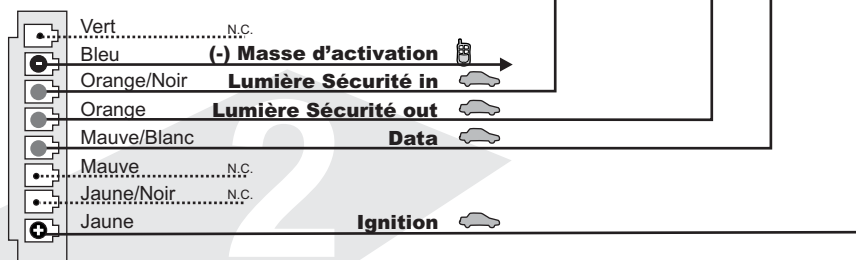 Vert N.C.
Bleu (-) Masse d'activation
Orange/Noir Lumière Sécurité in
Orange Lumière Sécurité out
Mauve/Blanc Data
Mauve N.C.
Jaune/Noir N.C.
Jaune Ignition
2